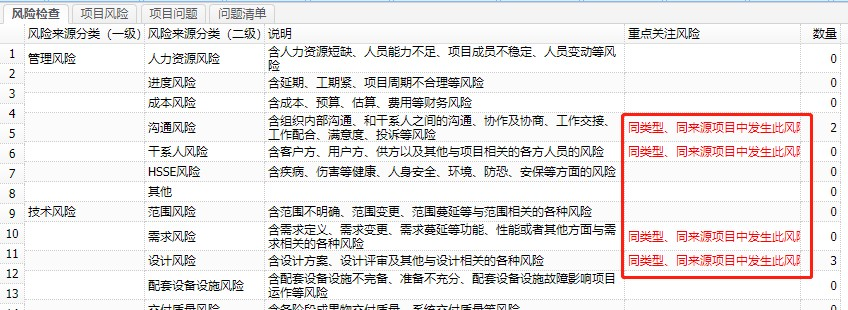 风险检查 项目风险 项目问题 问题清单
风险来源分类（一级） 风险来源分类（二级） 说明 重点关注风险 数量
1 管理风险 人力资源风险 含人力资源短缺、人员能力不足、项目成员不稳定、人员变动等风
险 0
2 进度风险 含延期、工期紧、项目周期不合理等风险 0
3 成本风险 含成本、预算、估算、费用等财务风险 0
4 沟通风险 含组织内部沟通、和干系人之间的沟通、协作及协商、工作交接、
工作配合、满意度、投诉等风险 同类型、同来源项目中发生此风险 2
5
6 干系人风险 含客户方、用户方、供方以及其他与项目相关的各方人员的风险 同类型、同来源项目中发生此风险 0
7 HSSE风险 含疾病、伤害等健康、人身安全、环境、防恐、安保等方面的风险 0
8 其他 0
9 技术风险 范围风险 含范围不明确、范围变更、范围蔓延等与范围相关的各种风险 0
10 需求风险 含需求定义、需求变更、需求蔓延等功能、性能或者其他方面与需
求相关的各种风险 同类型、同来源项目中发生此风险 0
11 设计风险 含设计方案、设计评审及其他与设计相关的各种风险 同类型、同来源项目中发生此风险 3
12 配套设备设施风险 含配套设备设施不完备、准备不充分、配套设备设施故障影响项目
运作等风险 0
13